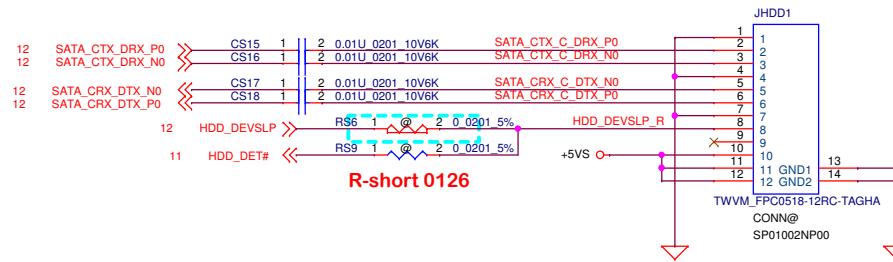 JHDD1
12 SATA_CTX_DRX_P0 CS15 1 2 0.01U_0201_10V6K SATA_CTX_C_DRX_P0 1 1
12 SATA_CTX_DRX_N0 CS16 1 2 0.01U_0201_10V6K SATA_CTX_C_DRX_N0 2 2
3 3
4 4
12 SATA_CRX_DTX_N0 CS17 1 2 0.01U_0201_10V6K SATA_CRX_C_DTX_N0 5 5
12 SATA_CRX_DTX_P0 CS18 1 2 0.01U_0201_10V6K SATA_CRX_C_DTX_P0 6 6
7 7
12 HDD_DEVSLP RS6 1 @ 2 0_0201_5% HDD_DEVSLP_R 8 8
9 9
11 HDD_DET# RS9 1 @ 2 0_0201_5% +5VS 10 10
11 11 GND1 13
12 12 GND2 14
R-short 0126
TWVM_FPC0518-12RC-TAGHA
CONN@
SP01002NP00